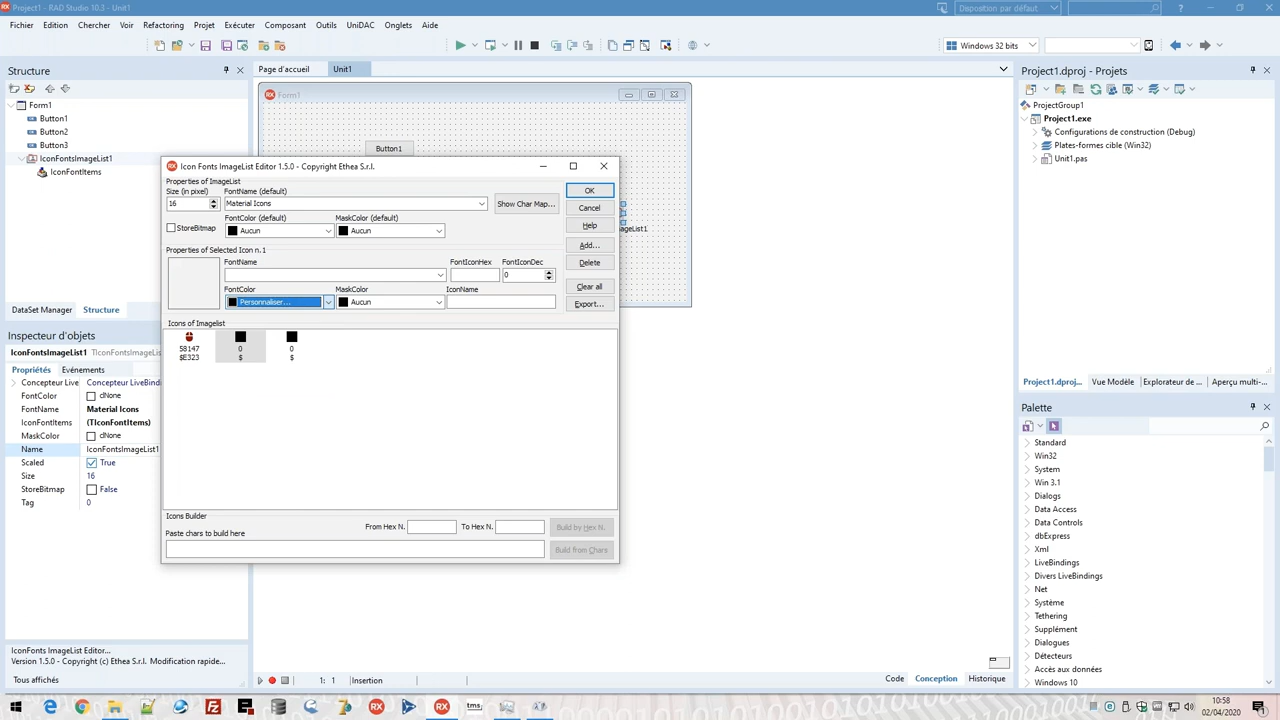 Project1 - RAD Studio 10.3 - Unit1
Disposition par défaut
Fichier Edition Chercher Voir Refactoring Projet Exécuter Composant Outils UniDAC Onglets Aide
Windows 32 bits
Structure
Form1
Button1
Button2
Button3
IconFontsImageList1
IconFontItems
DataSet Manager Structure
Inspecteur d'objets
IconFontsImageList1 TIconFontsImageLis
Propriétés Evénements
Concepteur Live Concepteur LiveBindi
FontColor clNone
FontName Material Icons
IconFontItems (TIconFontItems)
MaskColor clNone
Name IconFontsImageList1
Scaled True
Size 16
StoreBitmap False
Tag 0
IconFonts ImageList Editor...
Version 1.5.0 - Copyright (c) Ethea S.r.l. Modification rapide...
Tous affichés
Page d'accueil Unit1
Form1
Button1
ageList1
Icon Fonts ImageList Editor 1.5.0 - Copyright Ethea S.r.l.
Properties of ImageList
Size (in pixel) FontName (default)
16 Material Icons Show Char Map...
FontColor (default) MaskColor (default)
StoreBitmap Aucun Aucun
Properties of Selected Icon n.1
FontName FontIconHex FontIconDec
0
FontColor MaskColor IconName
Personnaliser... Aucun
OK
Cancel
Help
Add...
Delete
Clear all
Export...
Icons of Imagelist
58147 0 0
$E323 $ $
Icons Builder
From Hex N. To Hex N. Build by Hex N.
Paste chars to build here
Build from Chars
1: 1 Insertion
Code Conception Historique
Project1.dproj - Projets
ProjectGroup1
Project1.exe
Configurations de construction (Debug)
Plates-formes cible (Win32)
Unit1.pas
Project1.dproj... Vue Modèle Explorateur de ... Aperçu multi-...
Palette
Standard
Win32
System
Win 3.1
Dialogs
Data Access
Data Controls
dbExpress
Xml
LiveBindings
Divers LiveBindings
Net
Système
Tethering
Supplément
Dialogues
Détecteurs
Accès aux données
Windows 10
10:58
02/04/2020